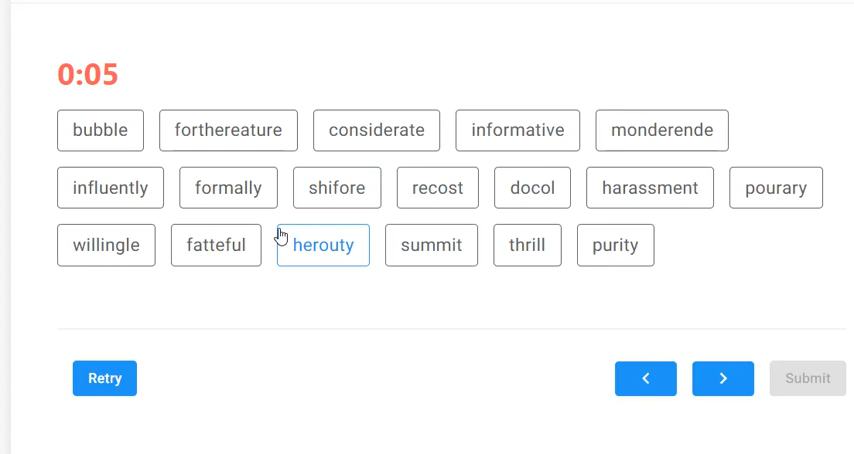 0:05
bubble forthereature considerate informative monderende
influently formally shifore recost docol harassment pourary
willingle fatteful herouty summit thrill purity
Retry < > Submit